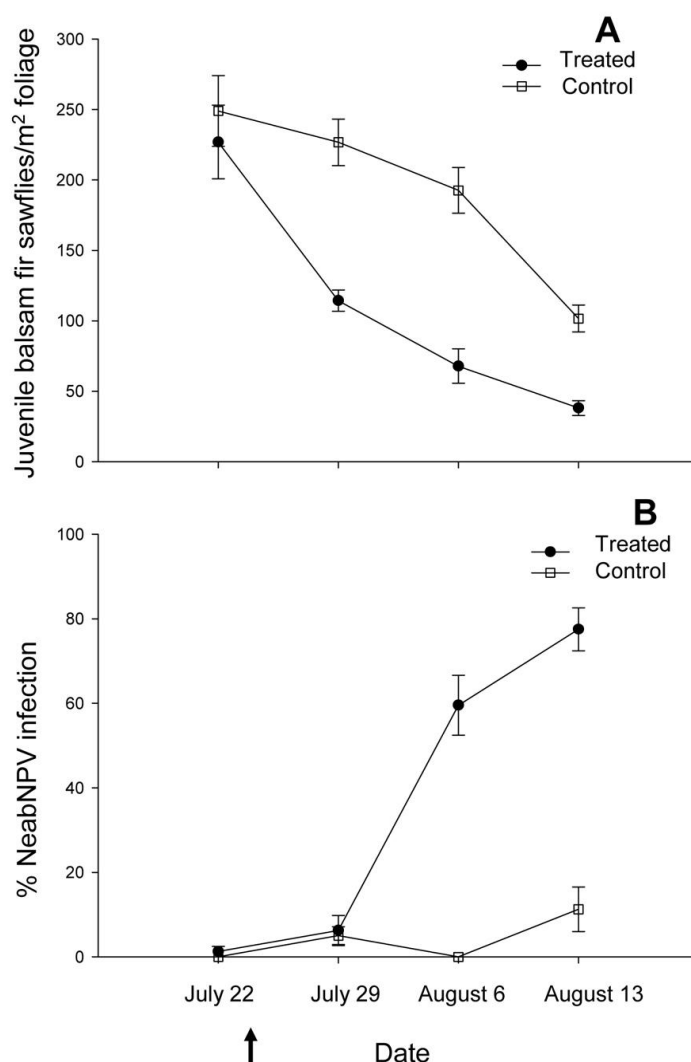 A
Treated
Control
300
250
200
150
100
50
0
Juvenile balsam fir sawflies/m² foliage
B
Treated
Control
100
80
60
40
20
0
% NeabNPV infection
July 22 July 29 August 6 August 13
Date